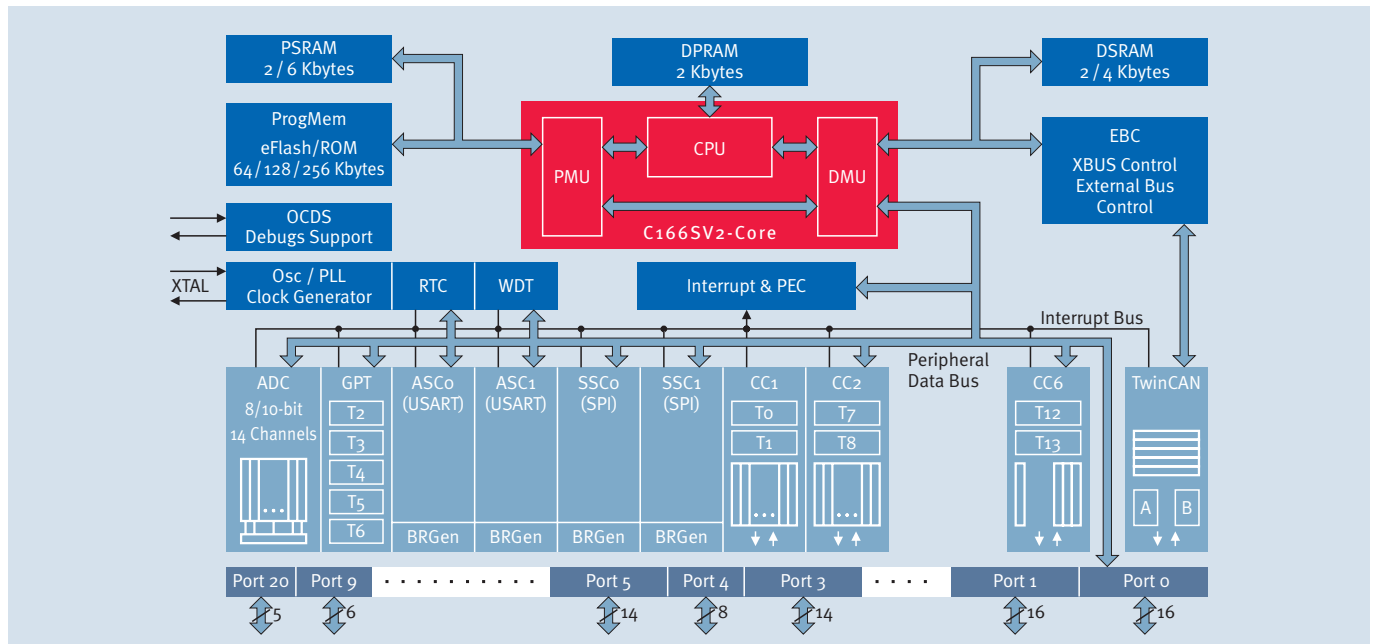 PSRAM
2 / 6 Kbytes
DPRAM
2 Kbytes
DSRAM
2 / 4 Kbytes
ProgMem
eFlash/ROM
64 / 128 / 256 Kbytes
PMU
CPU
DMU
C166SV2-Core
EBC
XBUS Control
External Bus
Control
OCDS
Debugs Support
XTAL
Osc / PLL
Clock Generator
RTC
WDT
Interrupt & PEC
Interrupt Bus
Peripheral
Data Bus
ADC
8/10-bit
14 Channels
GPT
T2
T3
T4
T5
T6
ASC0
(USART)
BRGen
ASC1
(USART)
BRGen
SSC0
(SPI)
BRGen
SSC1
(SPI)
BRGen
CC1
T0
T1
CC2
T7
T8
CC6
T12
T13
TwinCAN
A
B
Port 20
Port 9
Port 5
Port 4
Port 3
Port 1
Port 0
5
6
14
8
14
16
16